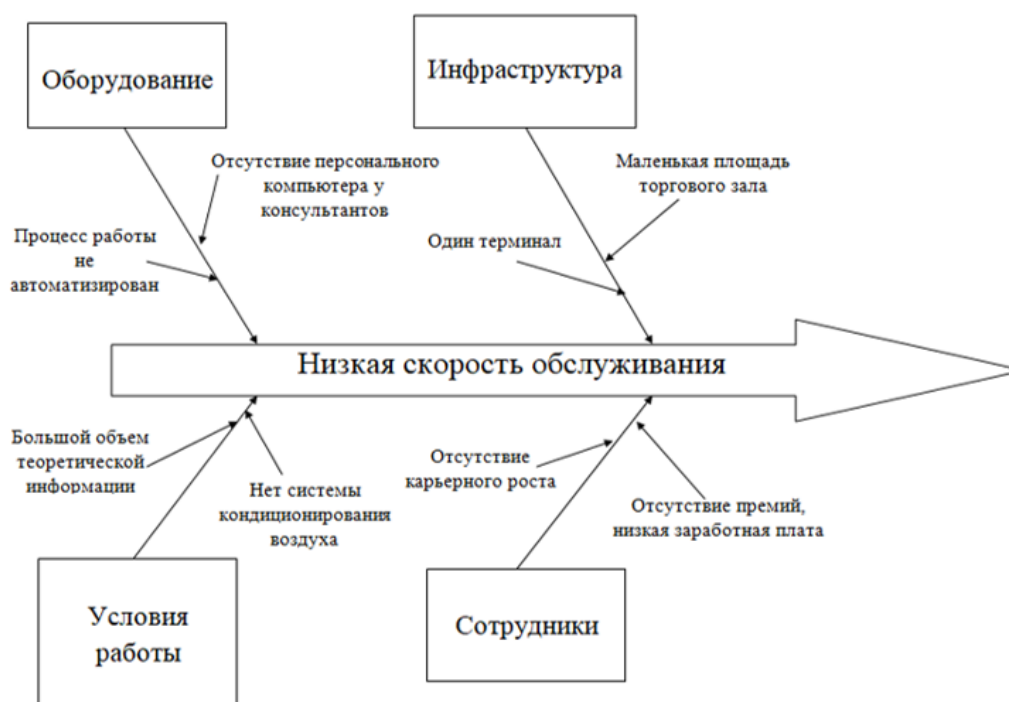 Оборудование
Инфраструктура
Отсутствие персонального
компьютера у
консультантов
Маленькая площадь
торгового зала
Процесс работы
не
автоматизирован
Один терминал
Низкая скорость обслуживания
Большой объем
теоретической
информации
Нет системы
кондиционирования
воздуха
Отсутствие
карьерного роста
Отсутствие премий,
низкая заработная плата
Условия
работы
Сотрудники